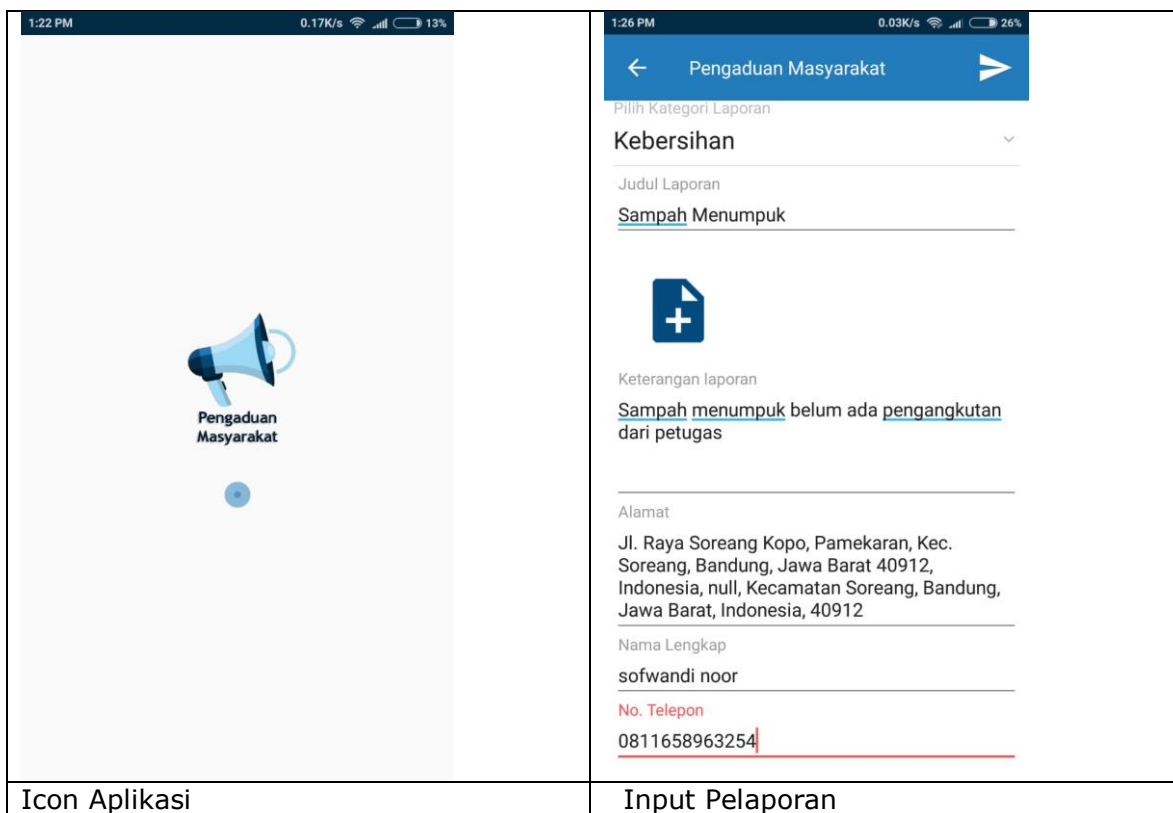 1:22 PM 0.17K/s 13%
Pengaduan
Masyarakat
Icon Aplikasi
1:26 PM 0.03K/s 26%
Pengaduan Masyarakat
Pilih Kategori Laporan
Kebersihan
Judul Laporan
Sampah Menumpuk
Keterangan laporan
Sampah menumpuk belum ada pengangkutan
dari petugas
Alamat
Jl. Raya Soreang Kopo, Pamekaran, Kec.
Soreang, Bandung, Jawa Barat 40912,
Indonesia, null, Kecamatan Soreang, Bandung,
Jawa Barat, Indonesia, 40912
Nama Lengkap
sofwandi noor
No. Telepon
0811658963254
Input Pelaporan